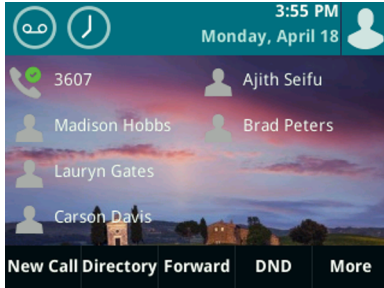 3:55 PM
Monday, April 18
3607
Ajith Seifu
Madison Hobbs
Brad Peters
Lauryn Gates
Carson Davis
New Call Directory Forward DND More